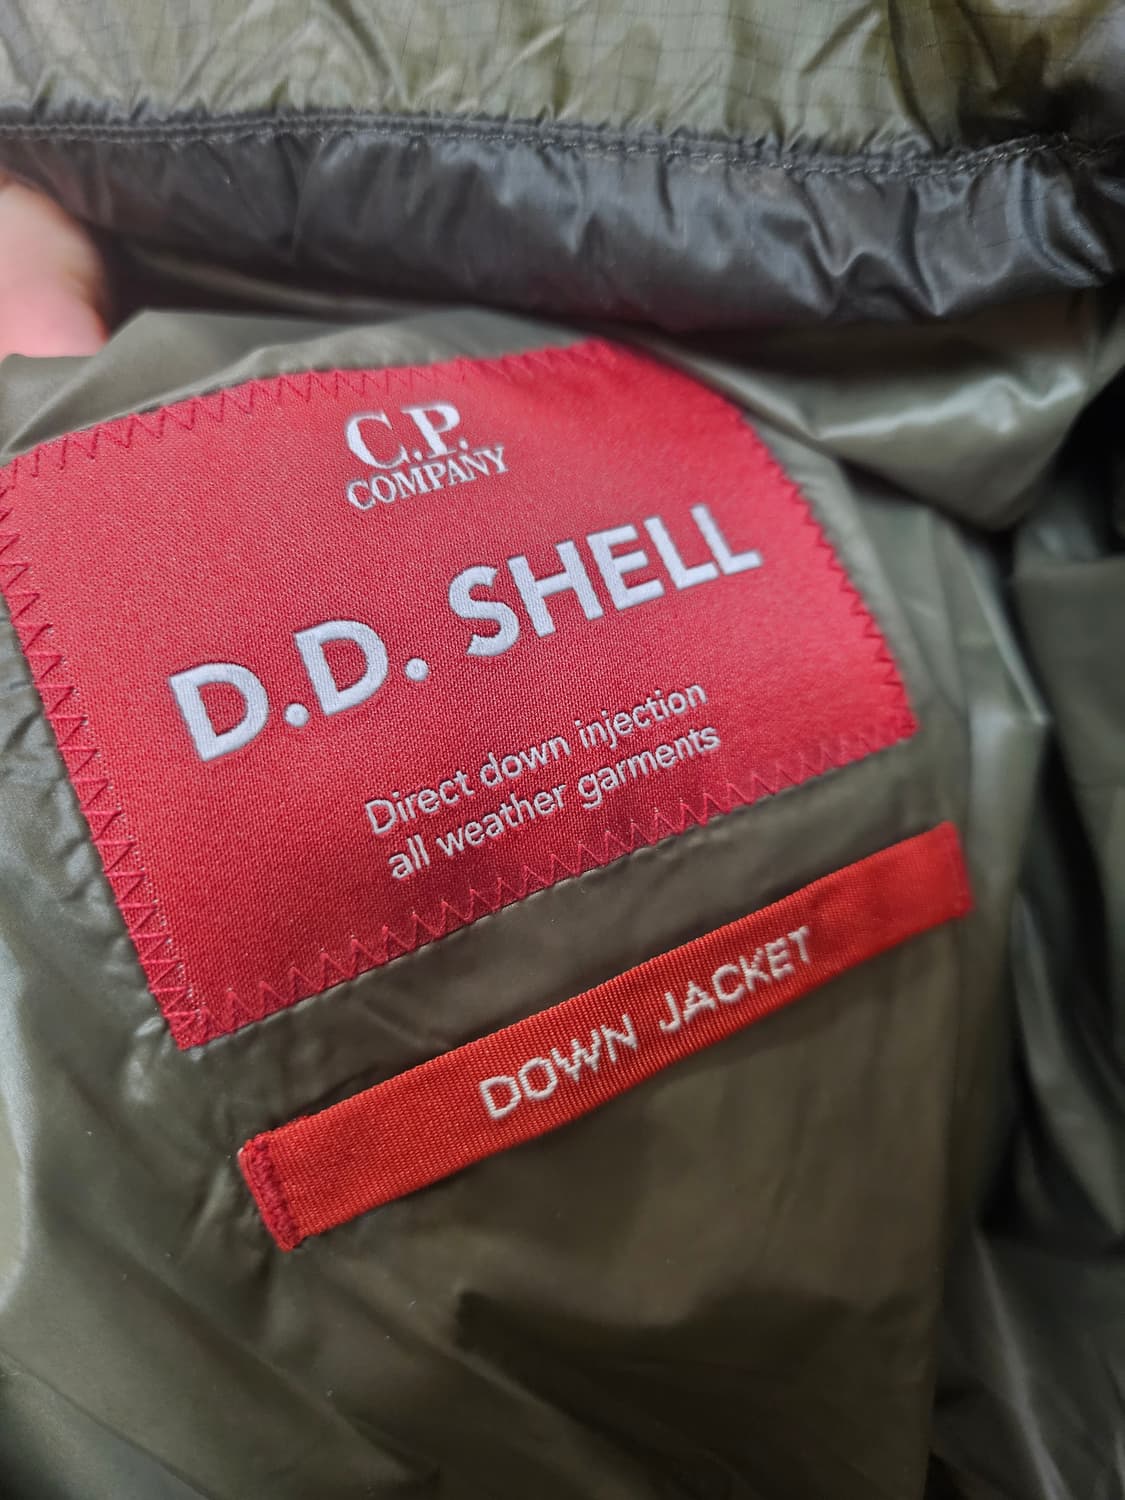 C.P.
COMPANY
D.D. SHELL
Direct down injection
all weather garments
DOWN JACKET